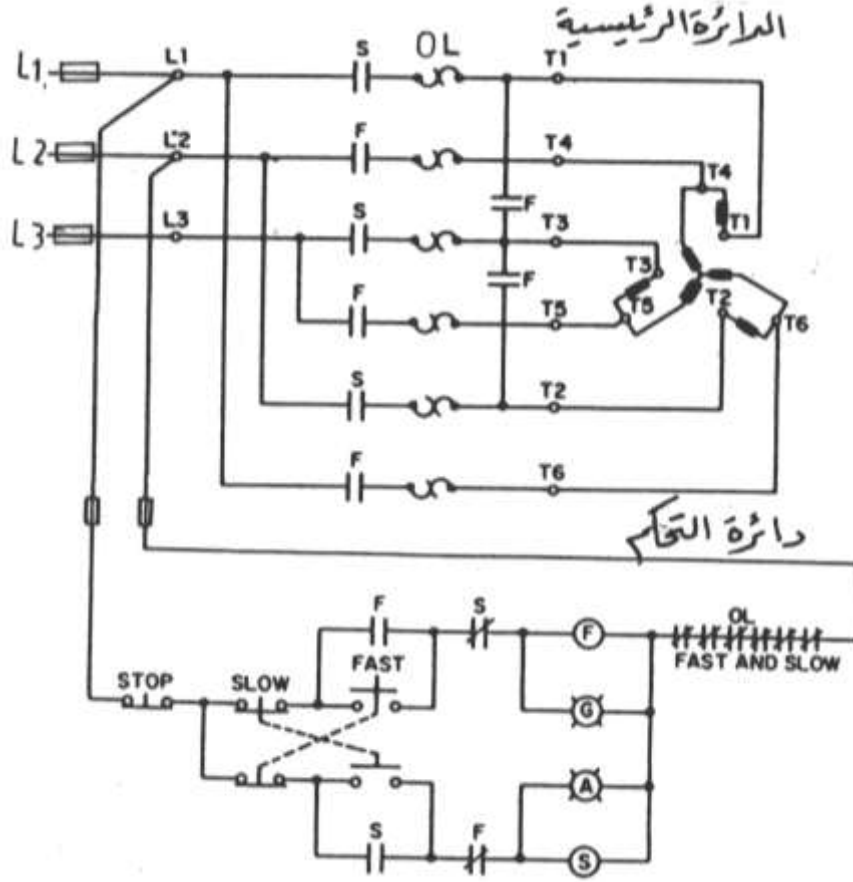 الدائرة الرئيسية
L1 L1 S OL T1
L2 L2 F T4 T4
F T1
L3 L3 S T3 T3
F T2
F T5 T5 T6
S T2
F T6
دائرة التحكم
F S F OL
FAST FAST AND SLOW
STOP SLOW G
A
S F S